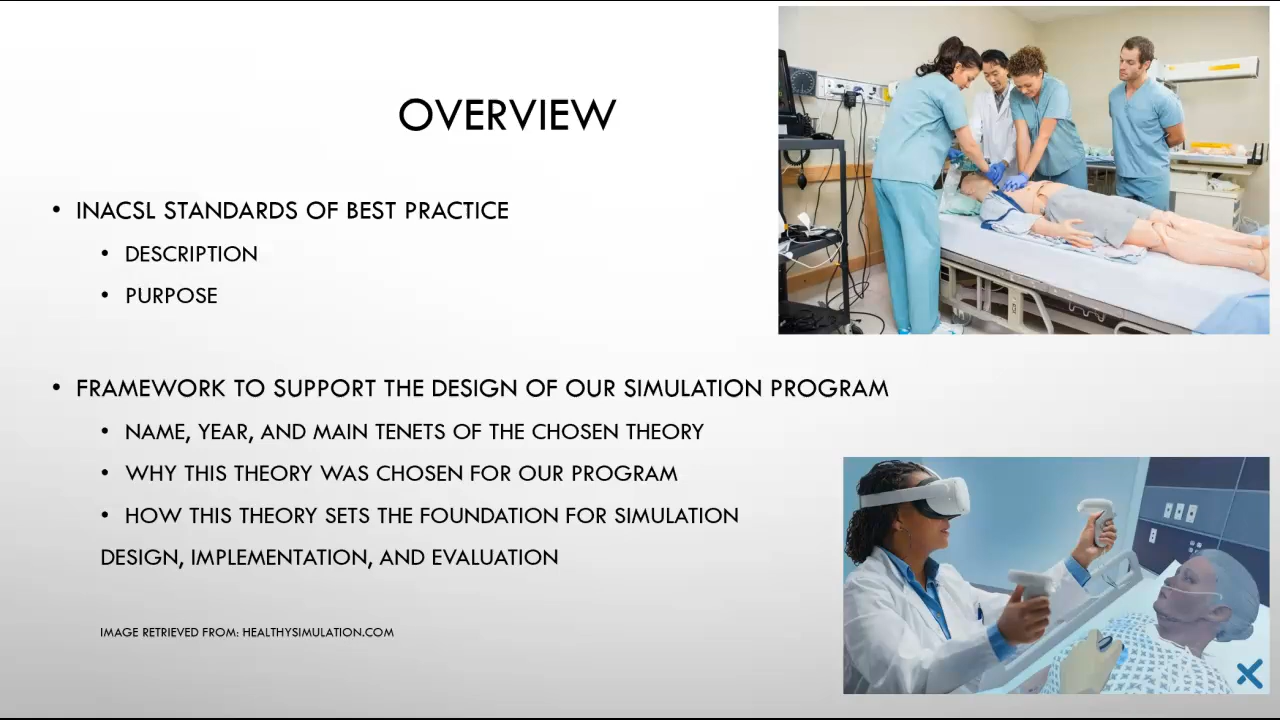 OVERVIEW
• INACSL STANDARDS OF BEST PRACTICE
• DESCRIPTION
• PURPOSE
• FRAMEWORK TO SUPPORT THE DESIGN OF OUR SIMULATION PROGRAM
• NAME, YEAR, AND MAIN TENETS OF THE CHOSEN THEORY
• WHY THIS THEORY WAS CHOSEN FOR OUR PROGRAM
• HOW THIS THEORY SETS THE FOUNDATION FOR SIMULATION
DESIGN, IMPLEMENTATION, AND EVALUATION
IMAGE RETRIEVED FROM: HEALTHYSIMULATION.COM